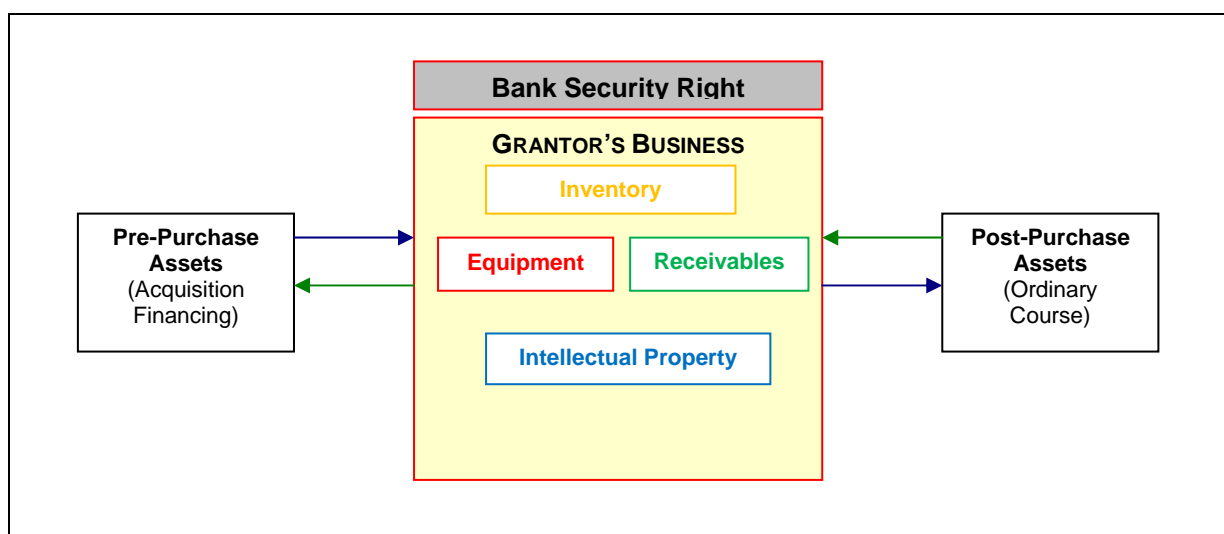 Bank Security Right
GRANTOR'S BUSINESS
Inventory
Pre-Purchase
Assets
(Acquisition
Financing)
Equipment
Receivables
Post-Purchase
Assets
(Ordinary
Course)
Intellectual Property